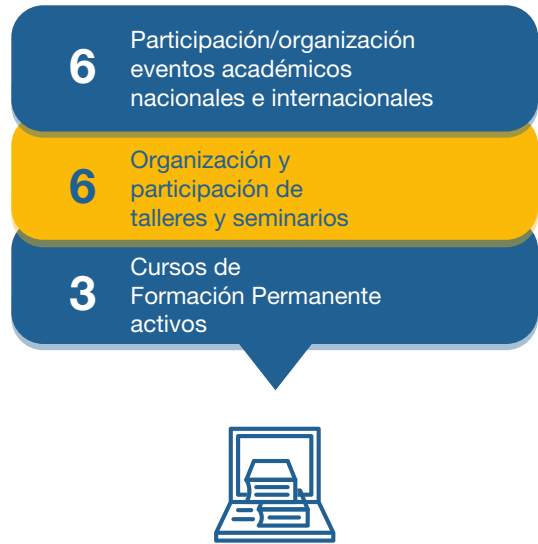 6
Participación/organización
eventos académicos
nacionales e internacionales
6
Organización y
participación de
talleres y seminarios
3
Cursos de
Formación Permanente
activos